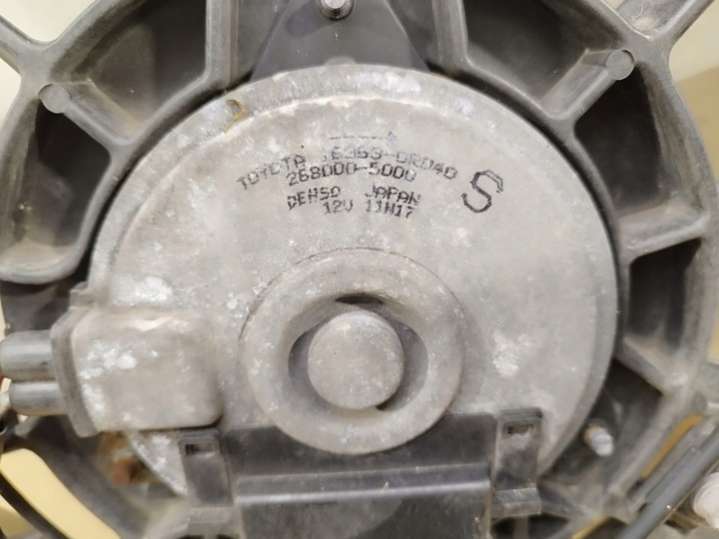 TOYOTA 16363-0R040
268000-5000
DENSO JAPAN
12V 11H17
S